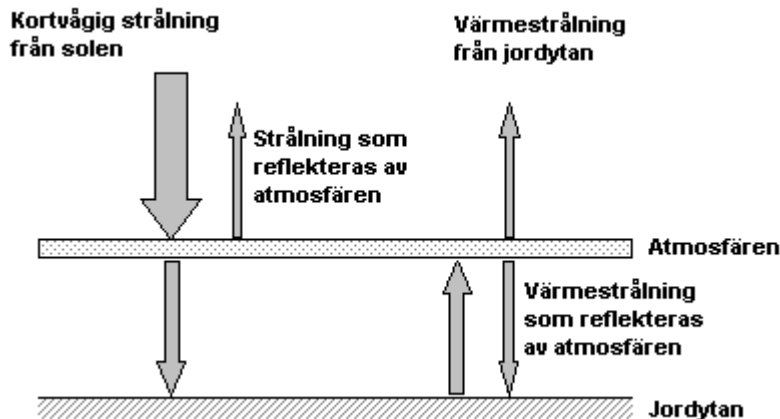 Kortvågig strålning
från solen
Värmestrålning
från jordytan
Strålning som
reflekteras av
atmosfären
Atmosfären
Värmestrålning
som reflekteras
av atmosfären
Jordytan